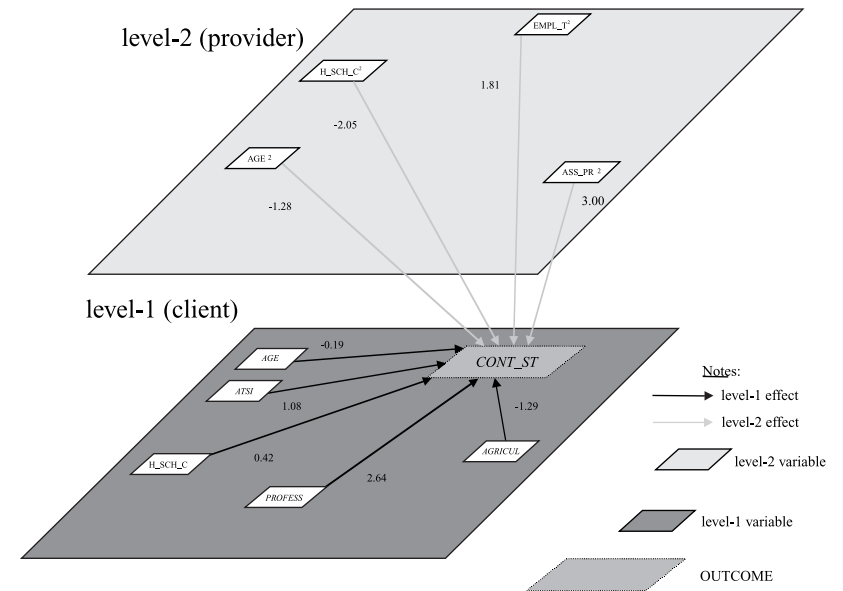 level-2 (provider)
EMPL_T²
H_SCH_C²
1.81
-2.05
AGE ²
ASS_PR ²
-1.28
3.00
level-1 (client)
AGE
-0.19
CONT_ST
ATSI
1.08
-1.29
H_SCH_C
0.42
AGRICUL
PROFESS
2.64
Notes:
level-1 effect
level-2 effect
level-2 variable
level-1 variable
OUTCOME